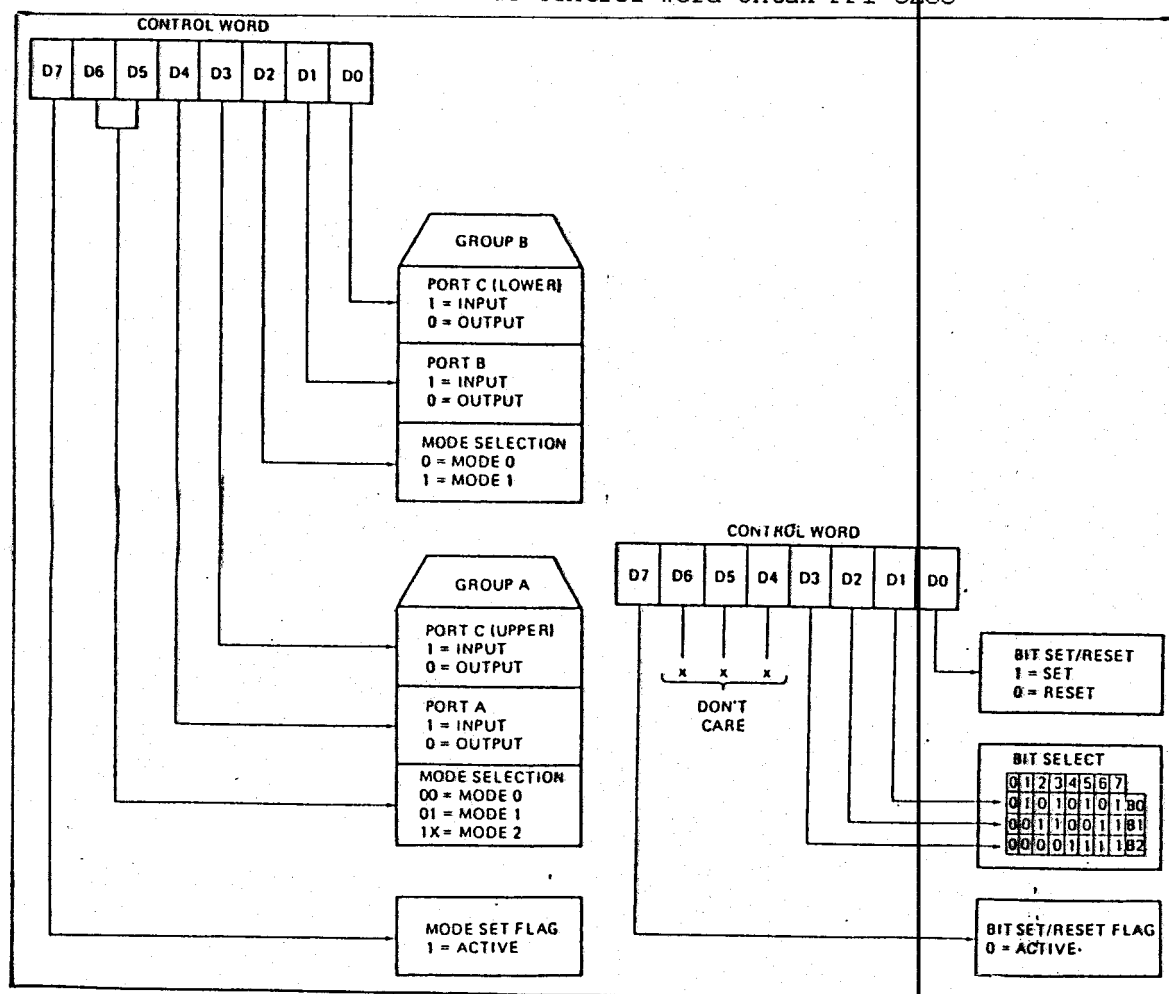 CONTROL WORD
D7 D6 D5 D4 D3 D2 D1 D0
GROUP B
PORT C (LOWER)
1 = INPUT
0 = OUTPUT
PORT B
1 = INPUT
0 = OUTPUT
MODE SELECTION
0 = MODE 0
1 = MODE 1
GROUP A
PORT C (UPPER)
1 = INPUT
0 = OUTPUT
PORT A
1 = INPUT
0 = OUTPUT
MODE SELECTION
00 = MODE 0
01 = MODE 1
1X = MODE 2
MODE SET FLAG
1 = ACTIVE
CONTROL WORD
D7 D6 D5 D4 D3 D2 D1 D0
x x x
DON'T
CARE
BIT SET/RESET
1 = SET
0 = RESET
BIT SELECT
0 1 2 3 4 5 6 7
0 1 0 1 0 1 0 1 B0
0 0 1 1 0 0 1 1 B1
0 0 0 0 1 1 1 1 B2
BIT SET/RESET FLAG
0 = ACTIVE